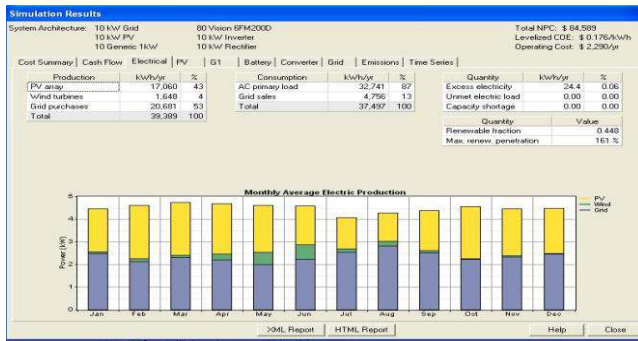 Simulation Results
System Architecture: 10 kW Grid 80 Vision 6FM200D Total NPC: $ 84,589
10 kW PV 10 kW Inverter Levelized COE: $ 0.176/kWh
10 Generic 1kW 10 kW Rectifier Operating Cost: $ 2,290/yr
Cost Summary Cash Flow Electrical PV G1 Battery Converter Grid Emissions Time Series
Production kWh/yr % Consumption kWh/yr % Quantity kWh/yr %
PV array 17,060 43 AC primary load 32,741 87 Excess electricity 24.4 0.06
Wind turbines 1,648 4 Grid sales 4,756 13 Unmet electric load 0.00 0.00
Grid purchases 20,681 53 Total 37,497 100 Capacity shortage 0.00 0.00
Total 39,389 100 Quantity Value
Renewable fraction 0.448
Max. renew. penetration 161 %
Monthly Average Electric Production
PV
Wind
Grid
Power (kW)
5
4
3
2
1
0
Jan Feb Mar Apr May Jun Jul Aug Sep Oct Nov Dec
XML Report HTML Report Help Close